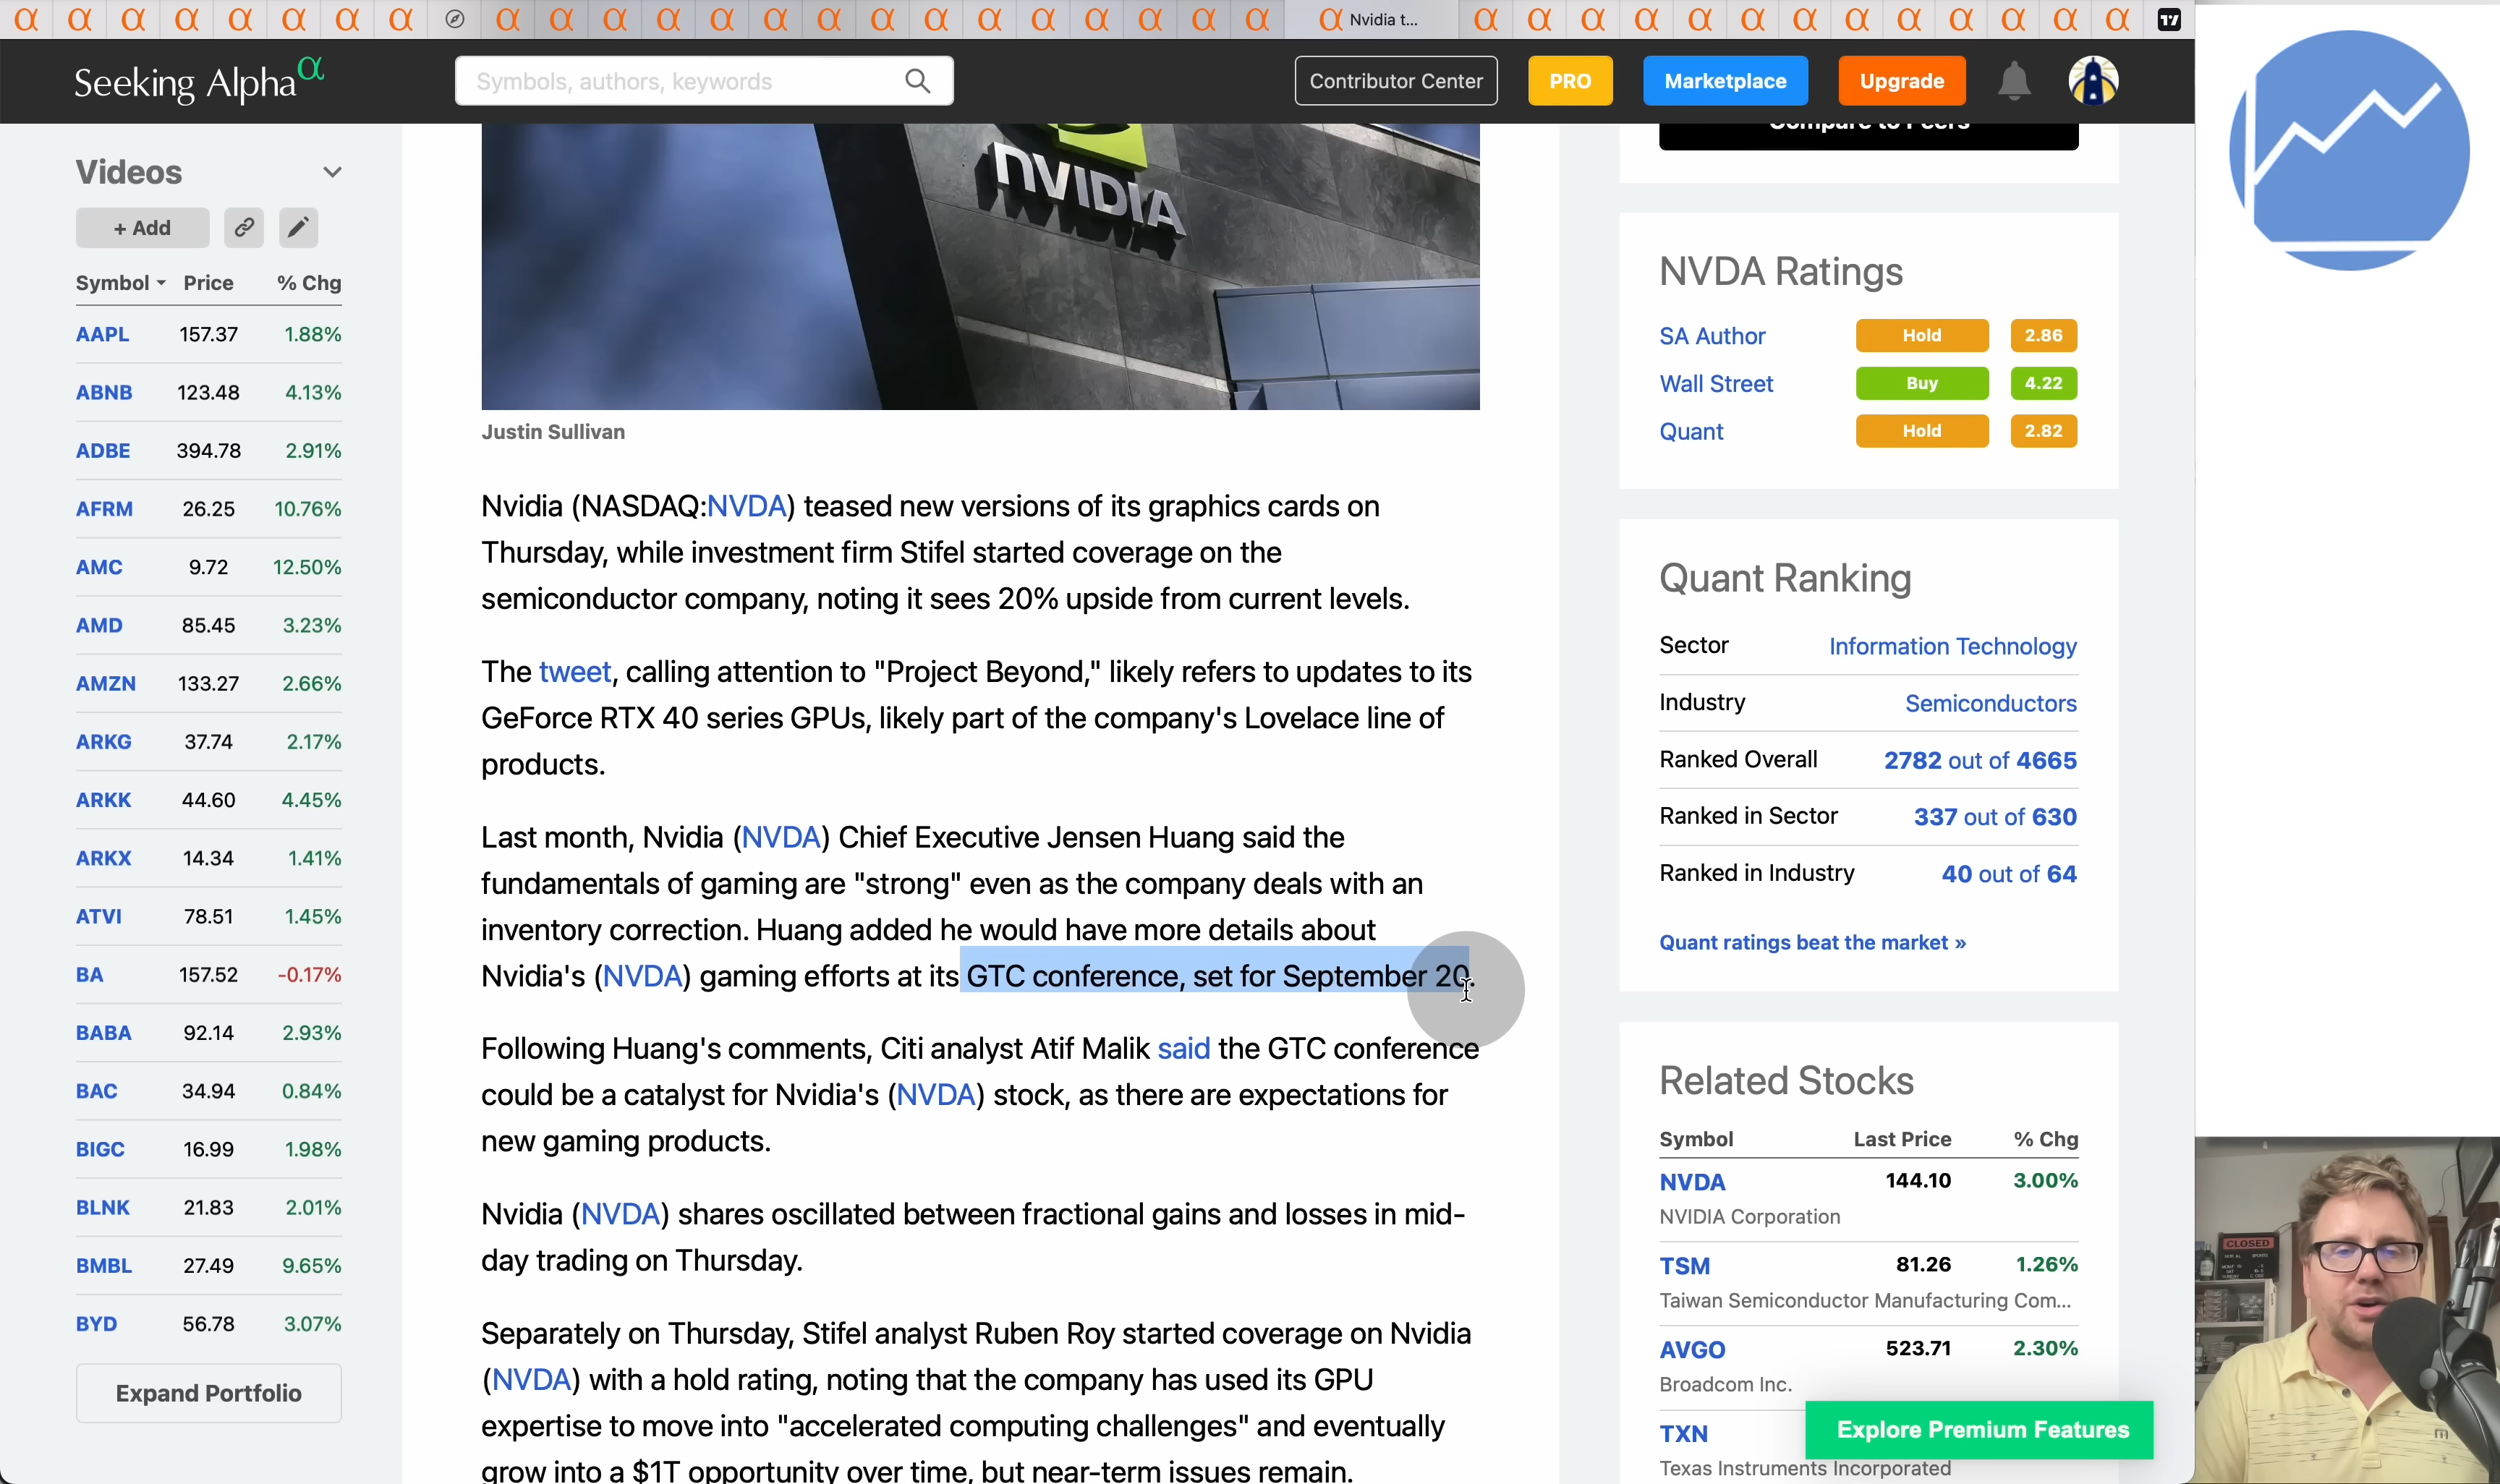 Nvidia t...
Seeking Alpha α
Symbols, authors, keywords
Contributor Center
PRO
Marketplace
Upgrade
Videos
+ Add
Symbol Price % Chg
AAPL 157.37 1.88%
ABNB 123.48 4.13%
ADBE 394.78 2.91%
AFRM 26.25 10.76%
AMC 9.72 12.50%
AMD 85.45 3.23%
AMZN 133.27 2.66%
ARKG 37.74 2.17%
ARKK 44.60 4.45%
ARKX 14.34 1.41%
ATVI 78.51 1.45%
BA 157.52 -0.17%
BABA 92.14 2.93%
BAC 34.94 0.84%
BIGC 16.99 1.98%
BLNK 21.83 2.01%
BMBL 27.49 9.65%
BYD 56.78 3.07%
Expand Portfolio
NVIDIA
Justin Sullivan
Nvidia (NASDAQ:NVDA) teased new versions of its graphics cards on
Thursday, while investment firm Stifel started coverage on the
semiconductor company, noting it sees 20% upside from current levels.
The tweet, calling attention to "Project Beyond," likely refers to updates to its
GeForce RTX 40 series GPUs, likely part of the company's Lovelace line of
products.
Last month, Nvidia (NVDA) Chief Executive Jensen Huang said the
fundamentals of gaming are "strong" even as the company deals with an
inventory correction. Huang added he would have more details about
Nvidia's (NVDA) gaming efforts at its GTC conference, set for September 20.
Following Huang's comments, Citi analyst Atif Malik said the GTC conference
could be a catalyst for Nvidia's (NVDA) stock, as there are expectations for
new gaming products.
Nvidia (NVDA) shares oscillated between fractional gains and losses in mid-
day trading on Thursday.
Separately on Thursday, Stifel analyst Ruben Roy started coverage on Nvidia
(NVDA) with a hold rating, noting that the company has used its GPU
expertise to move into "accelerated computing challenges" and eventually
grow into a $1T opportunity over time, but near-term issues remain.
Compare to Peers
NVDA Ratings
SA Author Hold 2.86
Wall Street Buy 4.22
Quant Hold 2.82
Quant Ranking
Sector Information Technology
Industry Semiconductors
Ranked Overall 2782 out of 4665
Ranked in Sector 337 out of 630
Ranked in Industry 40 out of 64
Quant ratings beat the market »
Related Stocks
Symbol Last Price % Chg
NVDA 144.10 3.00%
NVIDIA Corporation
TSM 81.26 1.26%
Taiwan Semiconductor Manufacturing Com...
AVGO 523.71 2.30%
Broadcom Inc.
TXN
Texas Instruments Incorporated
Explore Premium Features
CLOSED